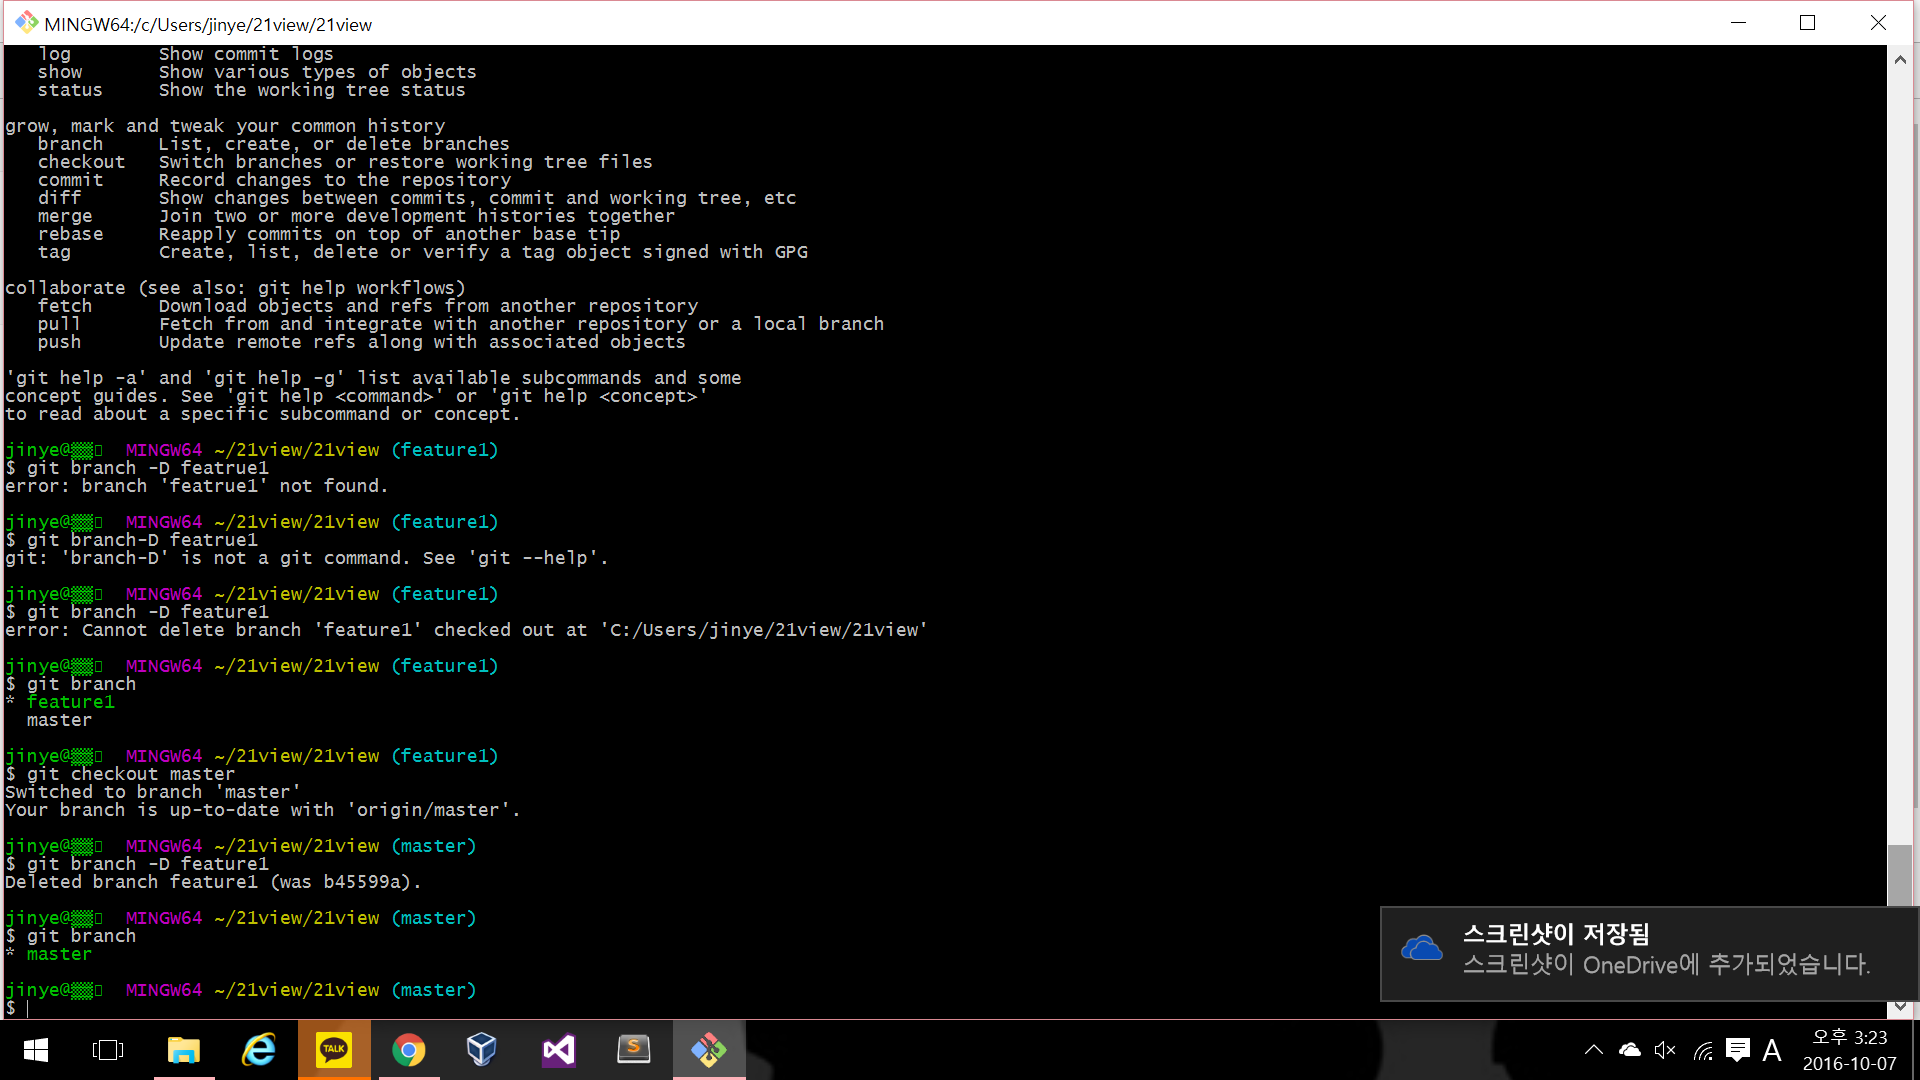 MINGW64:/c/Users/jinye/21view/21view
log        Show commit logs
show       Show various types of objects
status     Show the working tree status
grow, mark and tweak your common history
branch     List, create, or delete branches
checkout   Switch branches or restore working tree files
commit     Record changes to the repository
diff       Show changes between commits, commit and working tree, etc
merge      Join two or more development histories together
rebase     Reapply commits on top of another base tip
tag        Create, list, delete or verify a tag object signed with GPG
collaborate (see also: git help workflows)
fetch      Download objects and refs from another repository
pull       Fetch from and integrate with another repository or a local branch
push       Update remote refs along with associated objects
'git help -a' and 'git help -g' list available subcommands and some
concept guides. See 'git help <command>' or 'git help <concept>'
to read about a specific subcommand or concept.
jinye@▒▒ MINGW64 ~/21view/21view (feature1)
$ git branch -D featrue1
error: branch 'featrue1' not found.
jinye@▒▒ MINGW64 ~/21view/21view (feature1)
$ git branch-D featrue1
git: 'branch-D' is not a git command. See 'git --help'.
jinye@▒▒ MINGW64 ~/21view/21view (feature1)
$ git branch -D feature1
error: Cannot delete branch 'feature1' checked out at 'C:/Users/jinye/21view/21view'
jinye@▒▒ MINGW64 ~/21view/21view (feature1)
$ git branch
* feature1
master
jinye@▒▒ MINGW64 ~/21view/21view (feature1)
$ git checkout master
Switched to branch 'master'
Your branch is up-to-date with 'origin/master'.
jinye@▒▒ MINGW64 ~/21view/21view (master)
$ git branch -D feature1
Deleted branch feature1 (was b45599a).
jinye@▒▒ MINGW64 ~/21view/21view (master)
$ git branch
* master
jinye@▒▒ MINGW64 ~/21view/21view (master)
$
스크린샷이 저장됨
스크린샷이 OneDrive에 추가되었습니다.
TALK
S
A
오후 3:23
2016-10-07